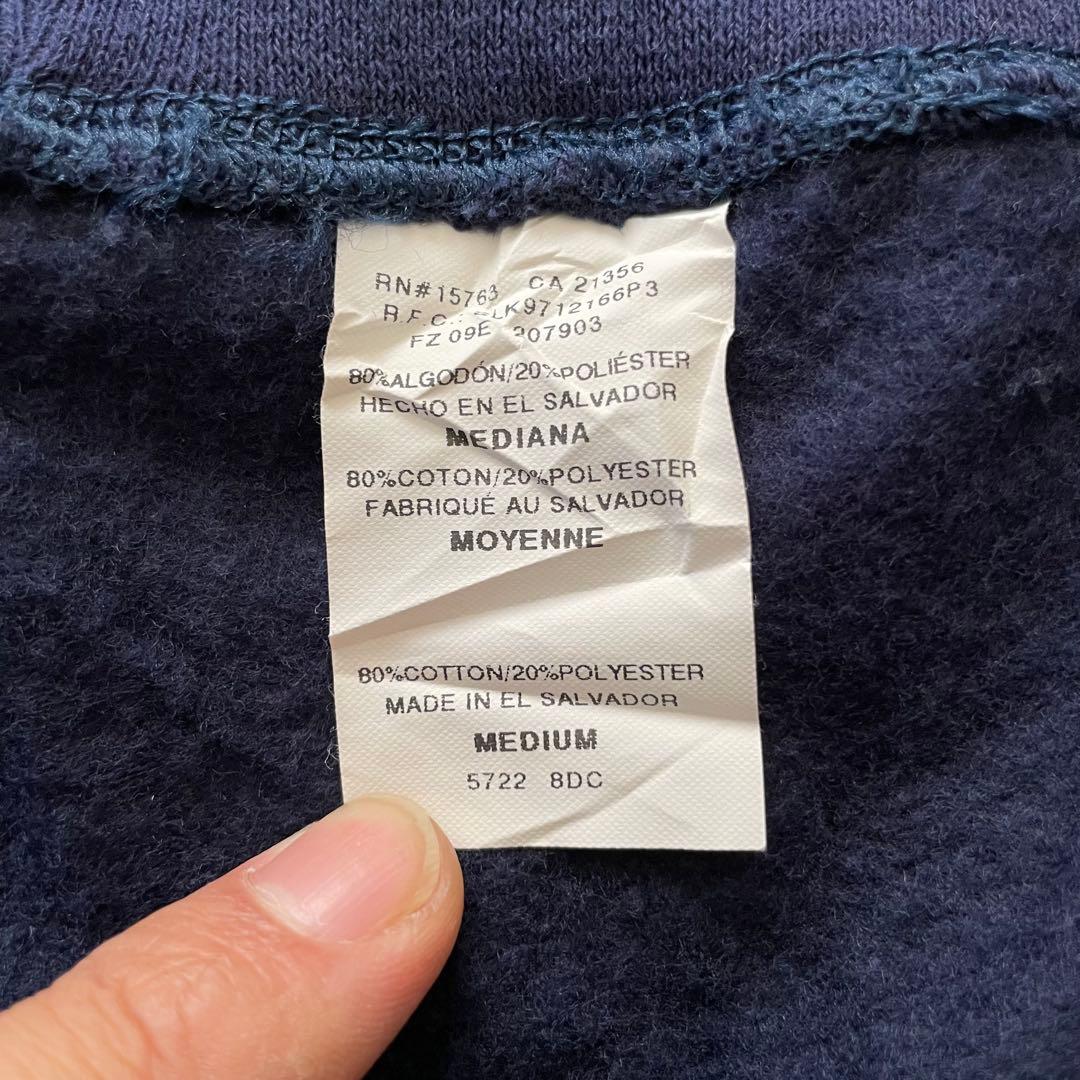 RN#15763 CA 21356
R.F.C.:
FZ 09E
80%ALGODÓN/20%POLIÉSTER
HECHO EN EL SALVADOR
MEDIANA
80%COTON/20%POLYESTER
FABRIQUÉ AU SALVADOR
MOYENNE
80%COTTON/20%POLYESTER
MADE IN EL SALVADOR
MEDIUM
5722 8DC